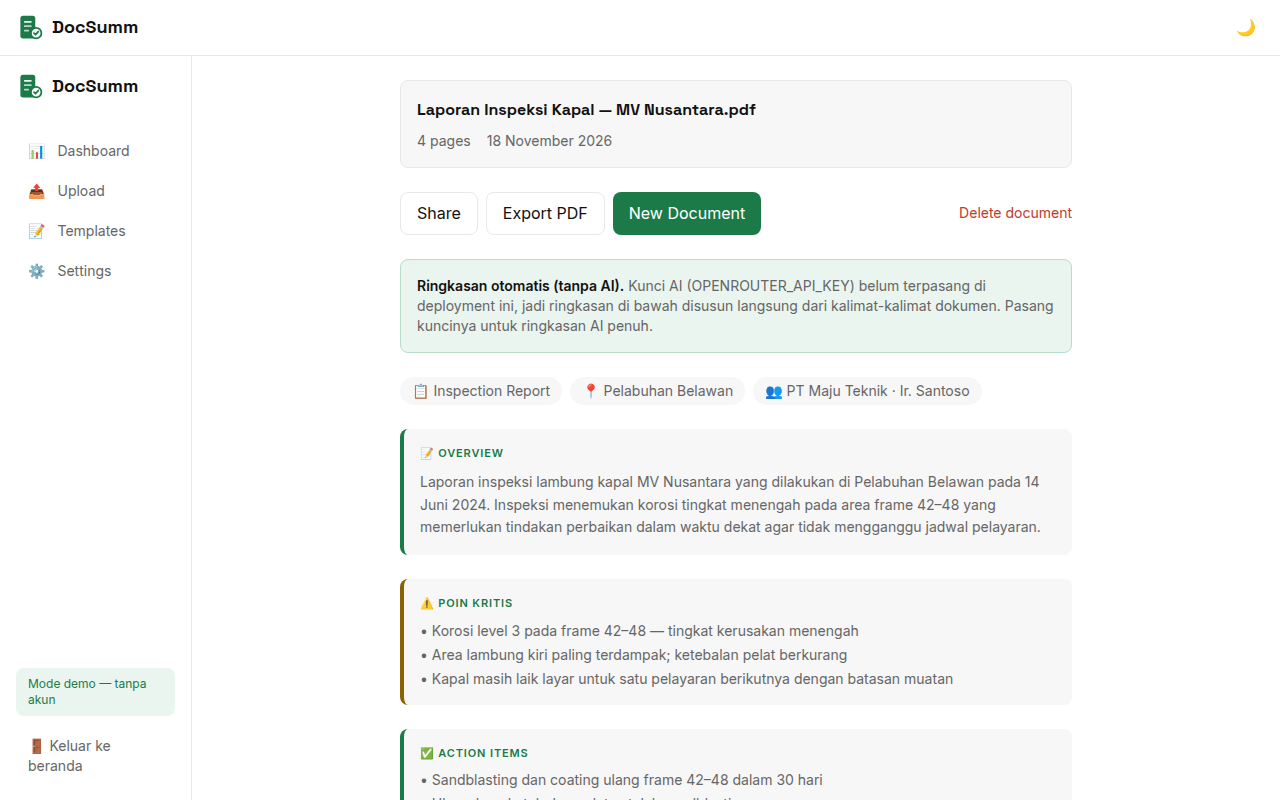 DocSumm
DocSumm
Dashboard
Upload
Templates
Settings
Mode demo — tanpa
akun
Keluar ke
beranda
Laporan Inspeksi Kapal — MV Nusantara.pdf
4 pages 18 November 2026
Share Export PDF New Document Delete document
Ringkasan otomatis (tanpa AI). Kunci AI (OPENROUTER_API_KEY) belum terpasang di
deployment ini, jadi ringkasan di bawah disusun langsung dari kalimat-kalimat dokumen. Pasang
kuncinya untuk ringkasan AI penuh.
Inspection Report Pelabuhan Belawan PT Maju Teknik · Ir. Santoso
OVERVIEW
Laporan inspeksi lambung kapal MV Nusantara yang dilakukan di Pelabuhan Belawan pada 14
Juni 2024. Inspeksi menemukan korosi tingkat menengah pada area frame 42–48 yang
memerlukan tindakan perbaikan dalam waktu dekat agar tidak mengganggu jadwal pelayaran.
POIN KRITIS
• Korosi level 3 pada frame 42–48 — tingkat kerusakan menengah
• Area lambung kiri paling terdampak; ketebalan pelat berkurang
• Kapal masih laik layar untuk satu pelayaran berikutnya dengan batasan muatan
ACTION ITEMS
• Sandblasting dan coating ulang frame 42–48 dalam 30 hari